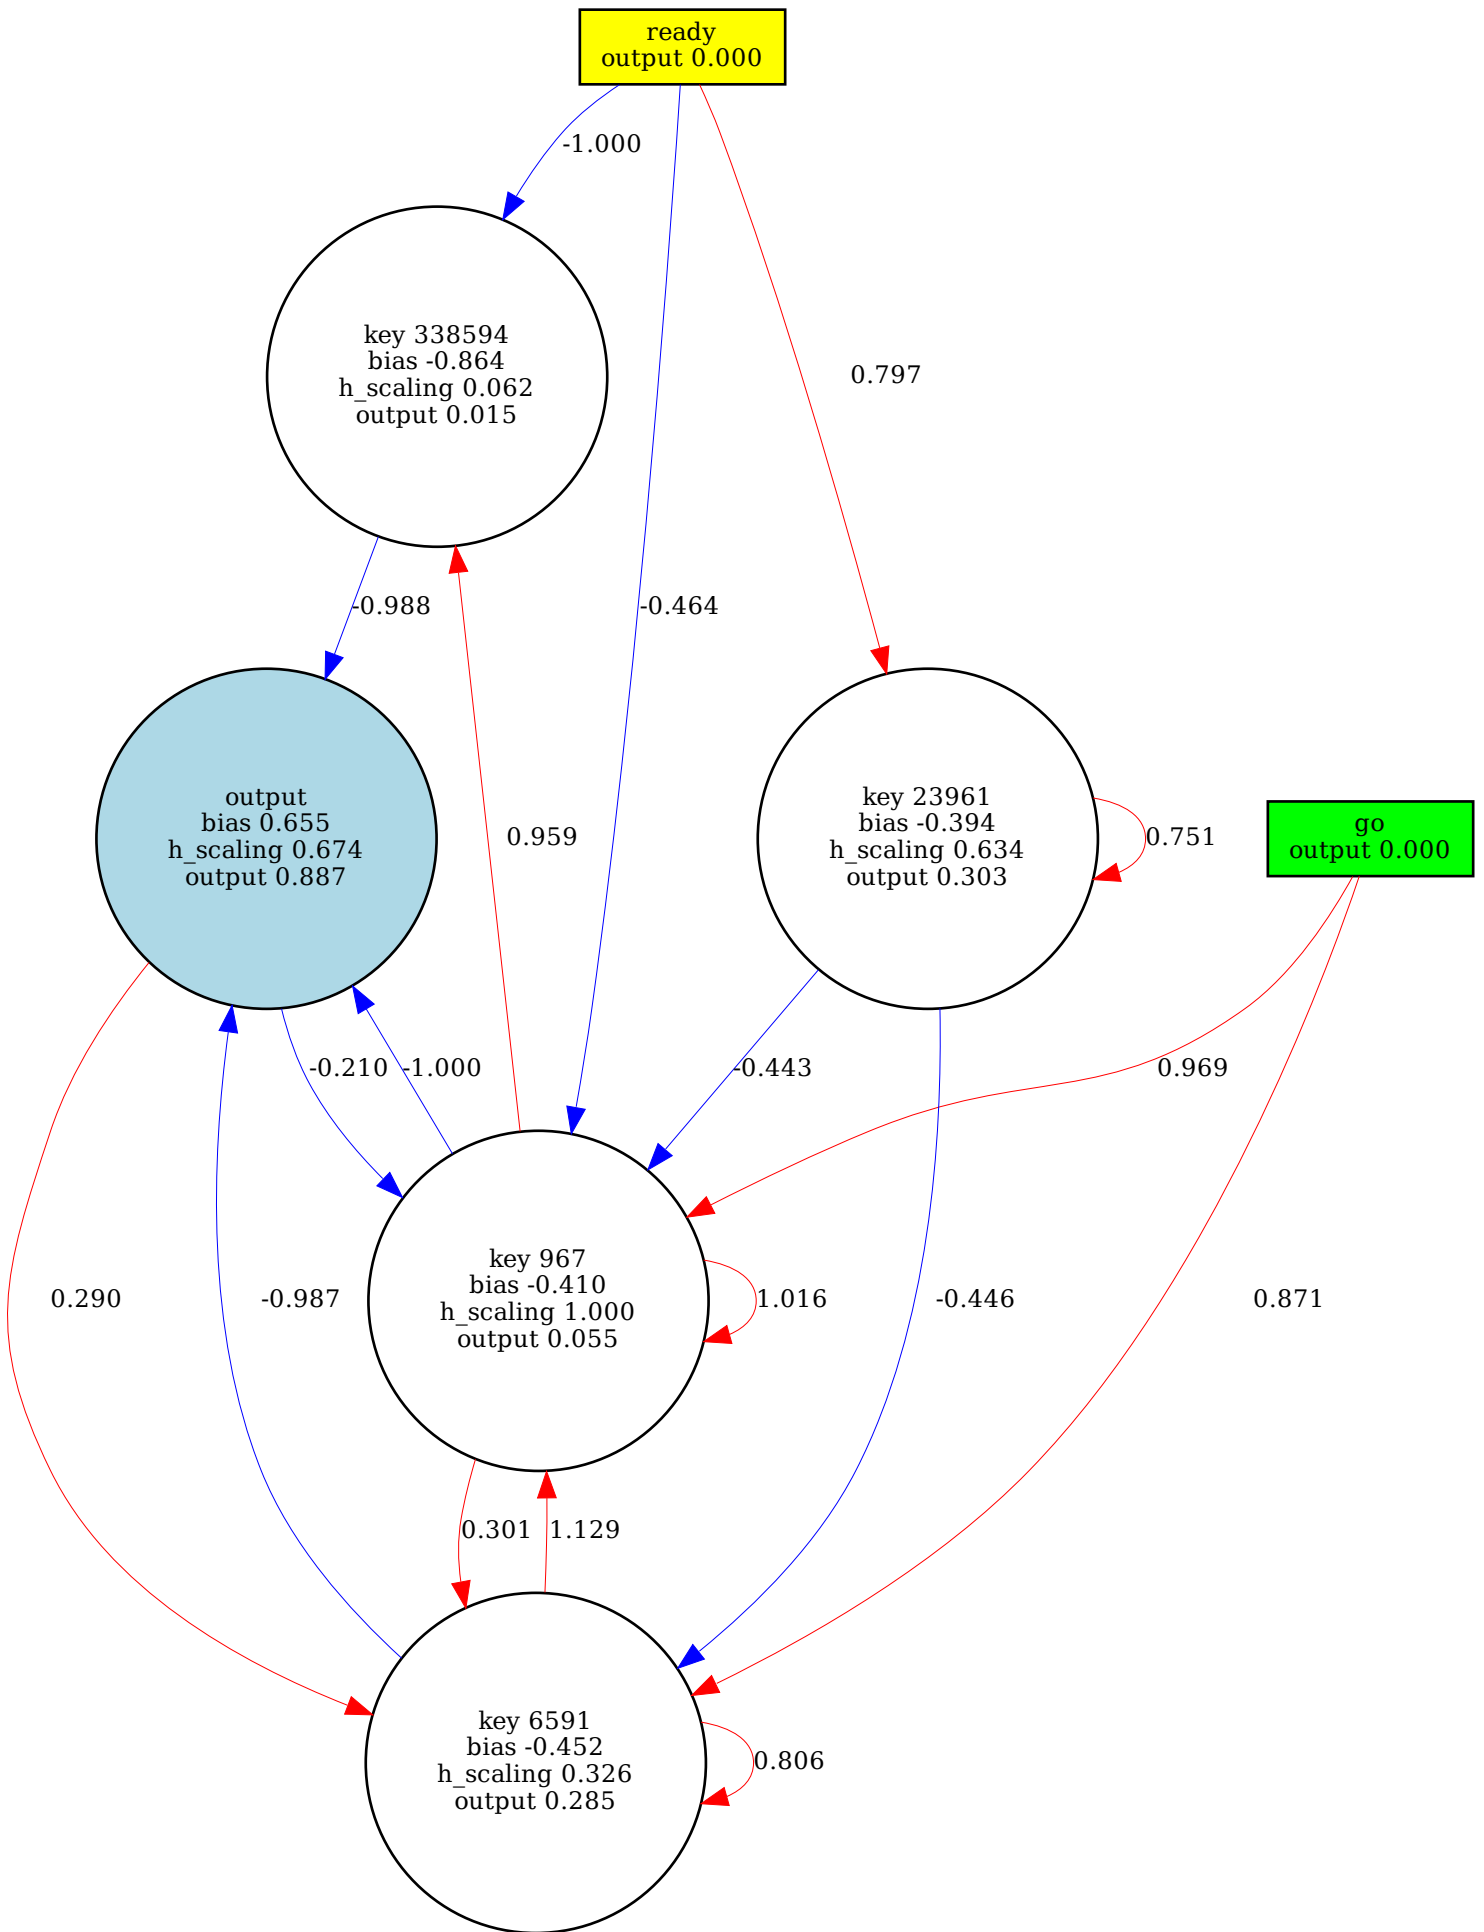 ready
output 0.000
-1.000
key 338594
bias -0.864
h_scaling 0.062
output 0.015
0.797
-0.988
-0.464
output
bias 0.655
h_scaling 0.674
output 0.887
0.959
key 23961
bias -0.394
h_scaling 0.634
output 0.303
0.751
go
output 0.000
-0.210
-1.000
-0.443
0.969
0.290
-0.987
key 967
bias -0.410
h_scaling 1.000
output 0.055
1.016
-0.446
0.871
0.301
1.129
key 6591
bias -0.452
h_scaling 0.326
output 0.285
0.806